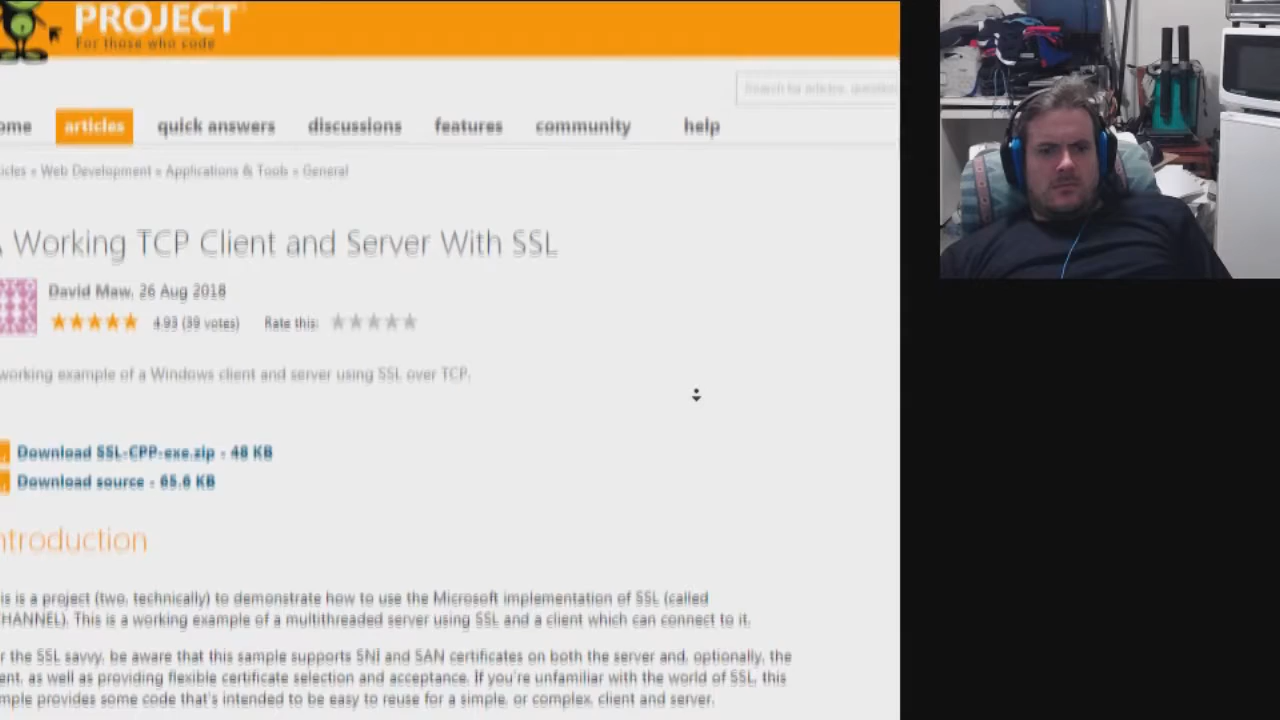 PROJECT
For those who code
Search for articles, question
ome articles quick answers discussions features community help
icles » Web Development » Applications & Tools » General
Working TCP Client and Server With SSL
David Maw, 26 Aug 2018
4.93 (39 votes) Rate this:
working example of a Windows client and server using SSL over TCP.
Download SSL-CPP-exe.zip - 48 KB
Download source - 65.6 KB
ntroduction
is is a project (two, technically) to demonstrate how to use the Microsoft implementation of SSL (called
HANNEL). This is a working example of a multithreaded server using SSL and a client which can connect to it.
r the SSL savvy, be aware that this sample supports SNI and SAN certificates on both the server and, optionally, the
ent, as well as providing flexible certificate selection and acceptance. If you're unfamiliar with the world of SSL, this
mple provides some code that's intended to be easy to reuse for a simple, or complex, client and server.